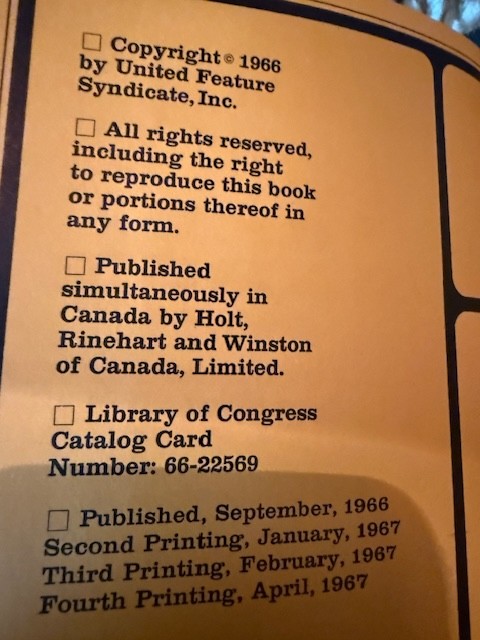 □ Copyright © 1966
by United Feature
Syndicate, Inc.
□ All rights reserved,
including the right
to reproduce this book
or portions thereof in
any form.
□ Published
simultaneously in
Canada by Holt,
Rinehart and Winston
of Canada, Limited.
□ Library of Congress
Catalog Card
Number: 66-22569
□ Published, September, 1966
Second Printing, January, 1967
Third Printing, February, 1967
Fourth Printing, April, 1967